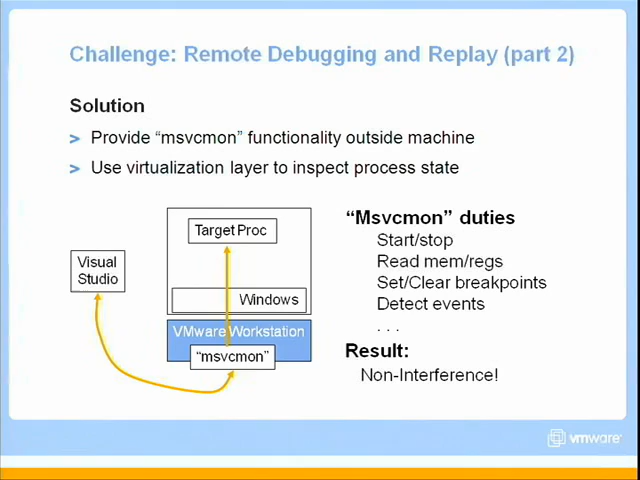 Challenge: Remote Debugging and Replay (part 2)
Solution
> Provide “msvcmon” functionality outside machine
> Use virtualization layer to inspect process state
Target Proc
Visual
Studio
Windows
VMware Workstation
“msvcmon”
“Msvcmon” duties
Start/stop
Read mem/regs
Set/Clear breakpoints
Detect events
. . .
Result:
Non-Interference!
vmware